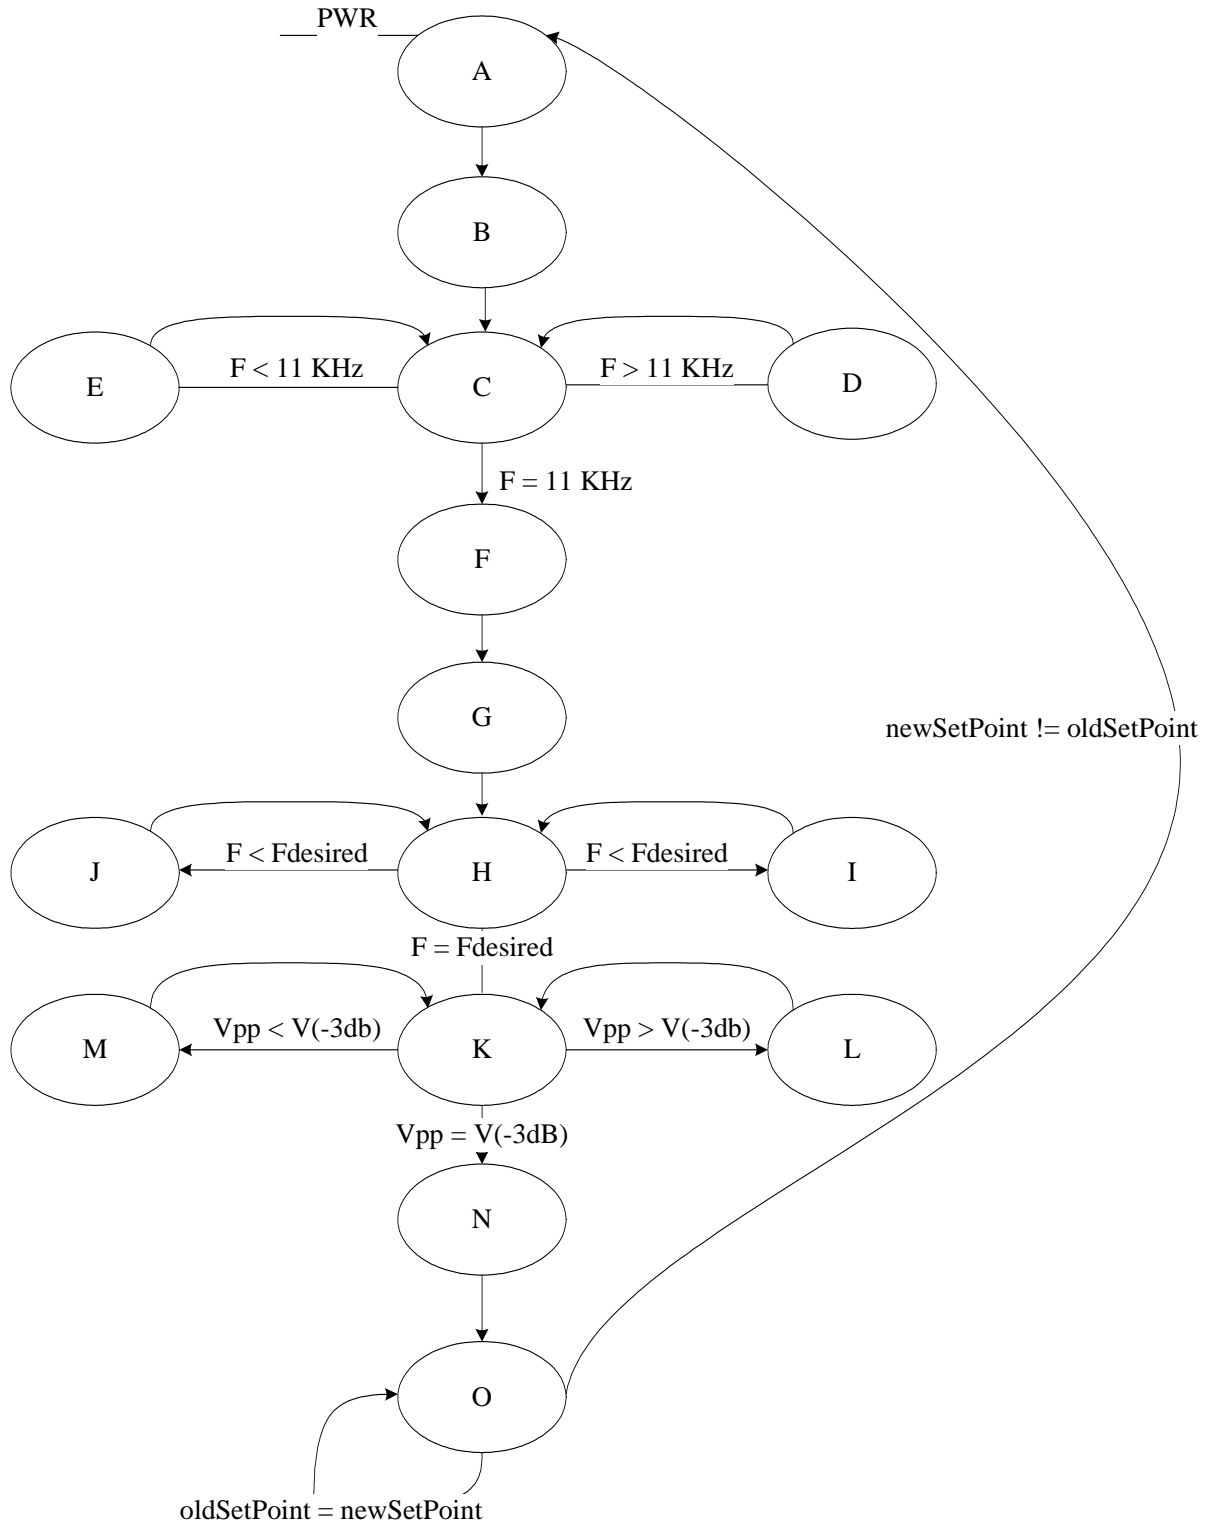 PWR
A
B
F < 11 KHz
F > 11 KHz
E
C
D
F = 11 KHz
F
G
newSetPoint != oldSetPoint
F < Fdesired
F < Fdesired
J
H
I
F = Fdesired
Vpp < V(-3db)
Vpp > V(-3db)
M
K
L
Vpp = V(-3dB)
N
O
oldSetPoint = newSetPoint